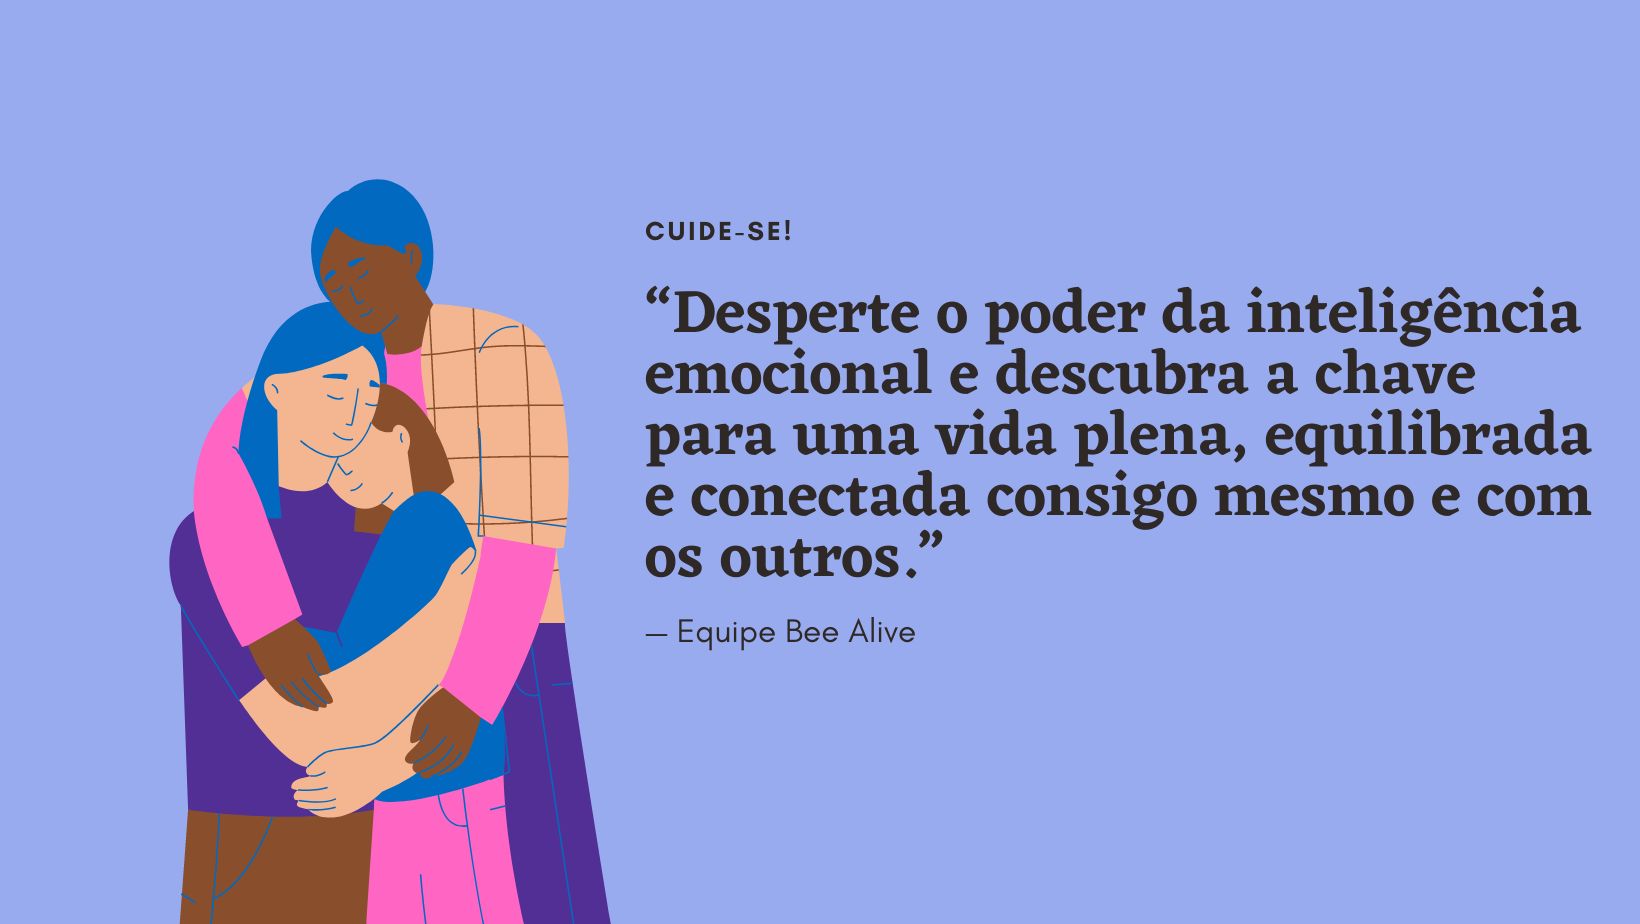 CUIDE-SE!
“Desperte o poder da inteligência
emocional e descubra a chave
para uma vida plena, equilibrada
e conectada consigo mesmo e com
os outros.”
— Equipe Bee Alive